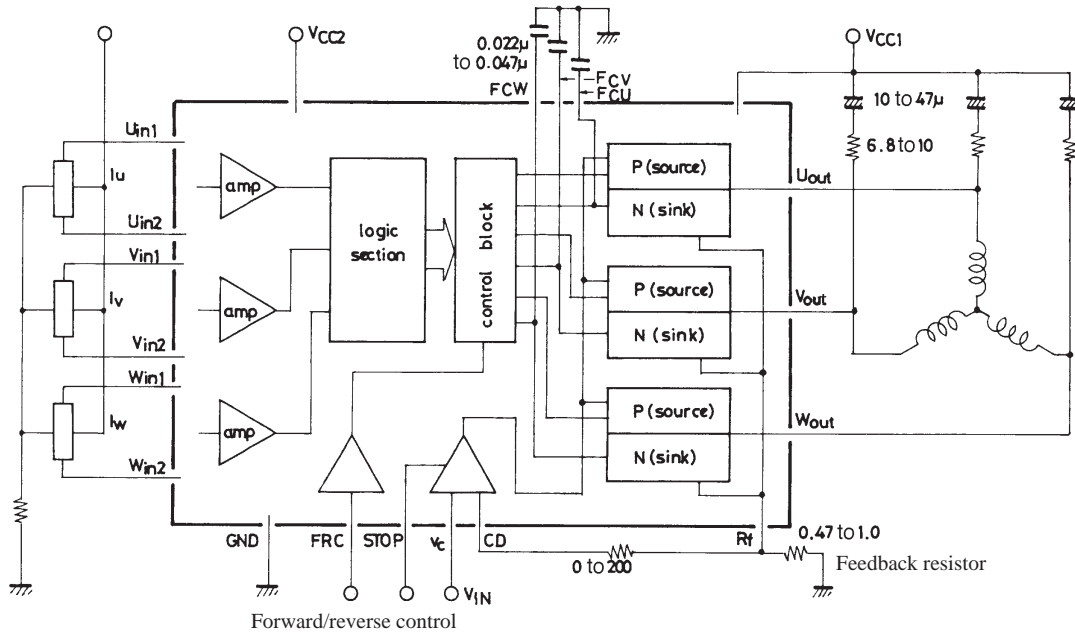 VCC2
0.022µ
to 0.047µ
FCW
FCV
FCU
VCC1
10 to 47µ
6.8 to 10
Uin1
Iu
Uin2
Vin1
Iv
Vin2
Win1
Iw
Win2
amp
amp
amp
logic
section
control block
P (source)
N (sink)
P (source)
N (sink)
P (source)
N (sink)
Uout
Vout
Wout
GND
FRC
STOP
Vc
CD
Rf
0.47 to 1.0
0 to 200
Feedback resistor
VIN
Forward/reverse control